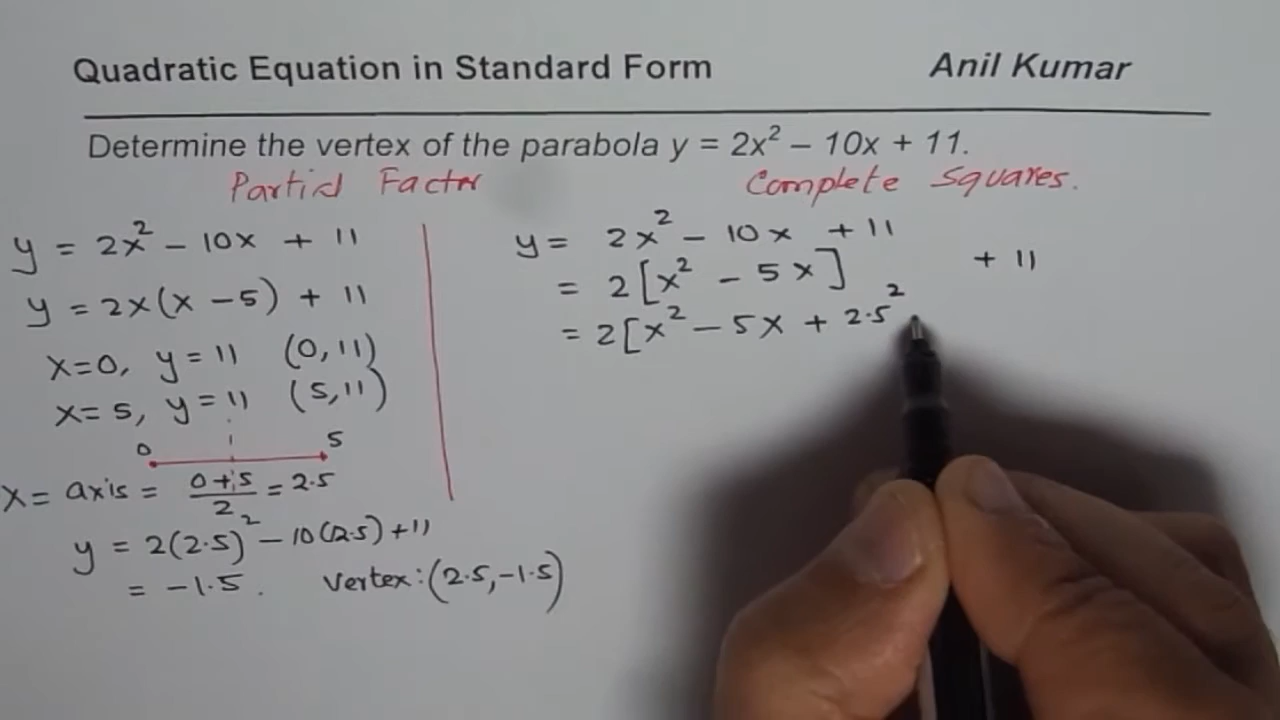 Quadratic Equation in Standard Form Anil Kumar
Determine the vertex of the parabola y = 2x² – 10x + 11.
Partial Factor
y = 2x² – 10x + 11
y = 2x(x – 5) + 11
x=0, y = 11 (0, 11)
x= 5, y = 11 (5, 11)
0 5
x = axis = (0+5)/2 = 2.5
y = 2(2.5)² – 10(2.5) + 11
= –1.5. Vertex: (2.5, –1.5)
Complete Squares.
y = 2x² – 10x + 11
= 2[x² – 5x] + 11
= 2[x² – 5x + 2.5²